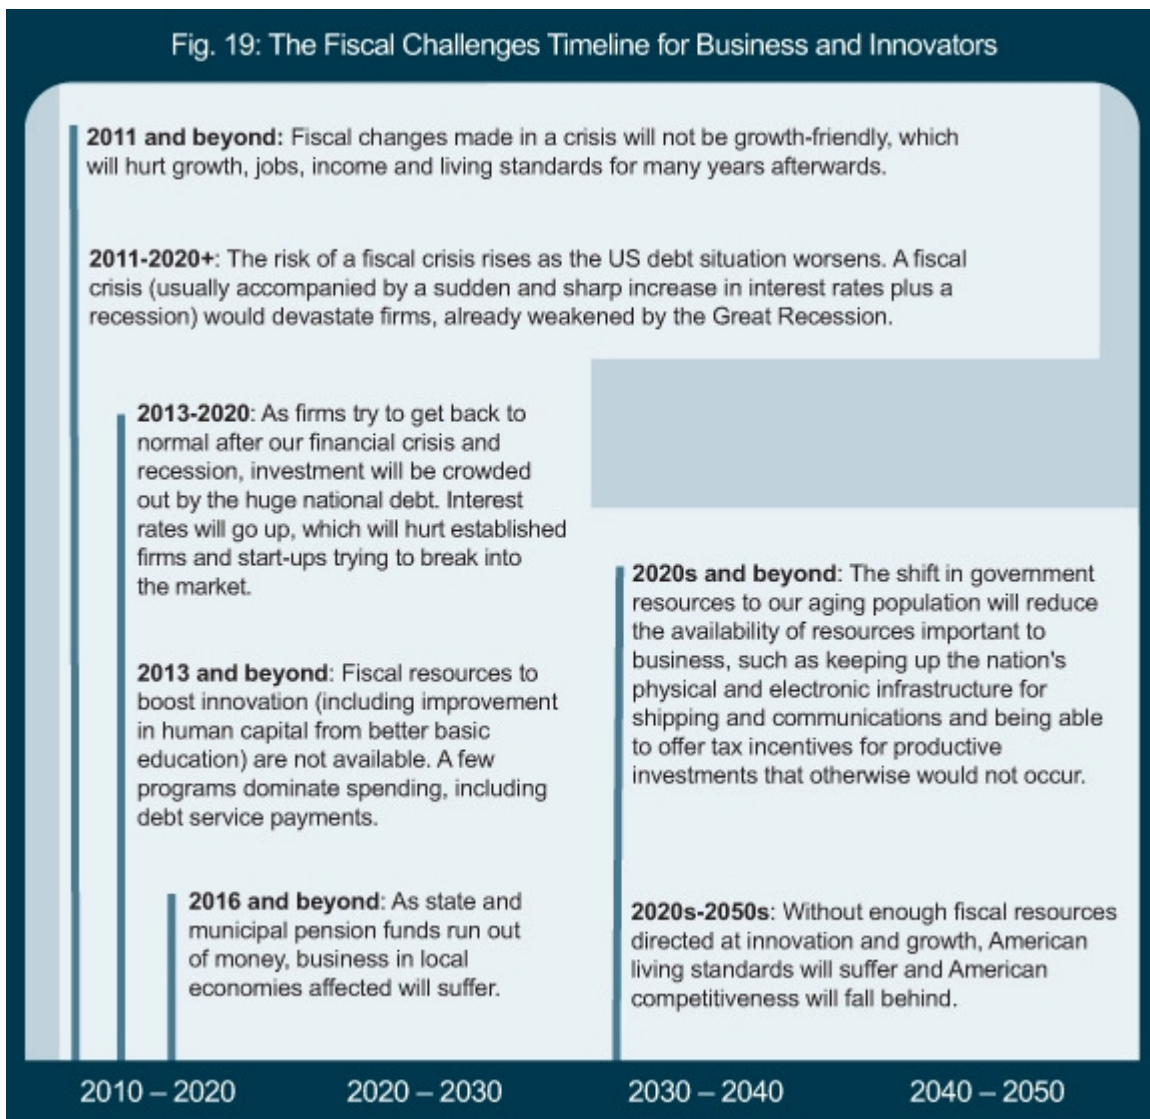 Fig. 19: The Fiscal Challenges Timeline for Business and Innovators
2011 and beyond: Fiscal changes made in a crisis will not be growth-friendly, which
will hurt growth, jobs, income and living standards for many years afterwards.
2011-2020+: The risk of a fiscal crisis rises as the US debt situation worsens. A fiscal
crisis (usually accompanied by a sudden and sharp increase in interest rates plus a
recession) would devastate firms, already weakened by the Great Recession.
2013-2020: As firms try to get back to
normal after our financial crisis and
recession, investment will be crowded
out by the huge national debt. Interest
rates will go up, which will hurt established
firms and start-ups trying to break into
the market.
2013 and beyond: Fiscal resources to
boost innovation (including improvement
in human capital from better basic
education) are not available. A few
programs dominate spending, including
debt service payments.
2016 and beyond: As state and
municipal pension funds run out
of money, business in local
economies affected will suffer.
2020s and beyond: The shift in government
resources to our aging population will reduce
the availability of resources important to
business, such as keeping up the nation's
physical and electronic infrastructure for
shipping and communications and being able
to offer tax incentives for productive
investments that otherwise would not occur.
2020s-2050s: Without enough fiscal resources
directed at innovation and growth, American
living standards will suffer and American
competitiveness will fall behind.
2010 – 2020 2020 – 2030 2030 – 2040 2040 – 2050